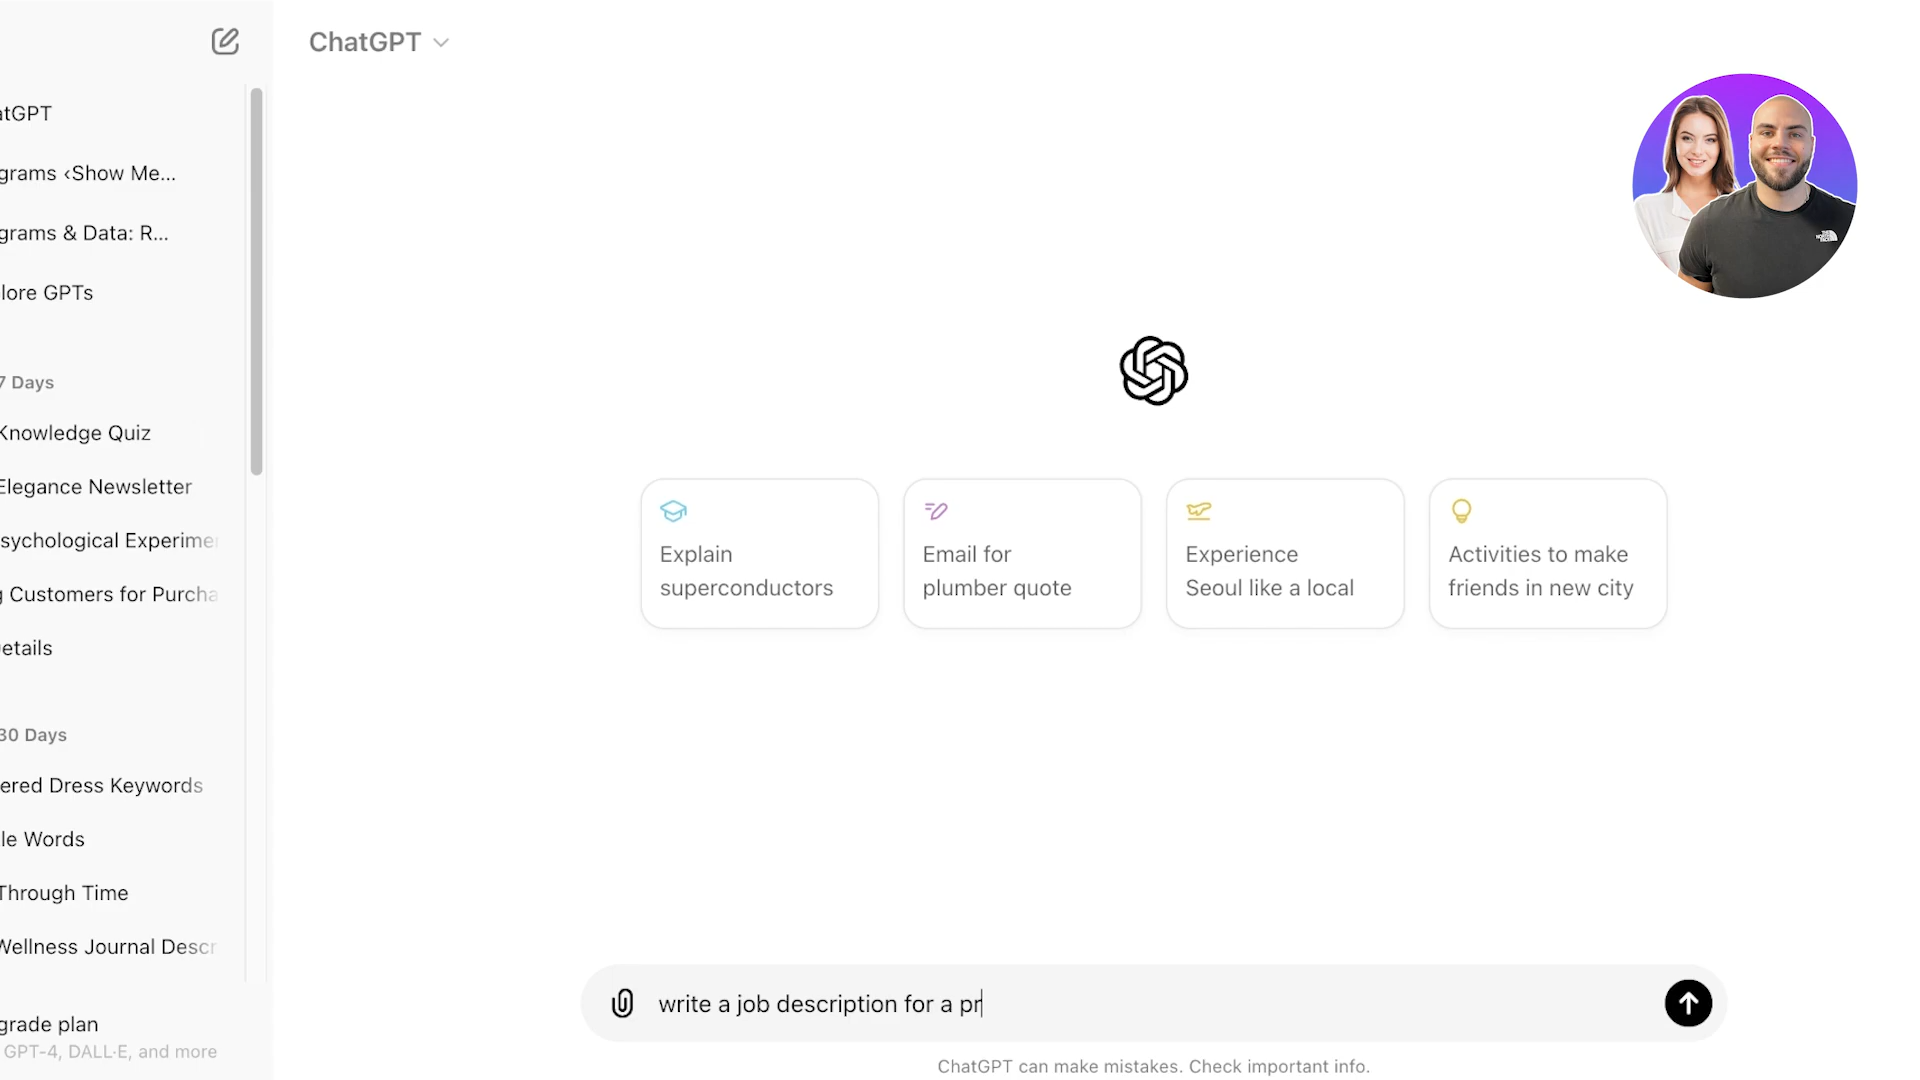 ChatGPT
atGPT
grams ‹Show Me...
grams & Data: R...
lore GPTs
7 Days
Knowledge Quiz
Elegance Newsletter
sychological Experimen
g Customers for Purcha
etails
30 Days
ered Dress Keywords
le Words
Through Time
Wellness Journal Descr
grade plan
GPT-4, DALL·E, and more
Explain
superconductors
Email for
plumber quote
Experience
Seoul like a local
Activities to make
friends in new city
write a job description for a pr
ChatGPT can make mistakes. Check important info.